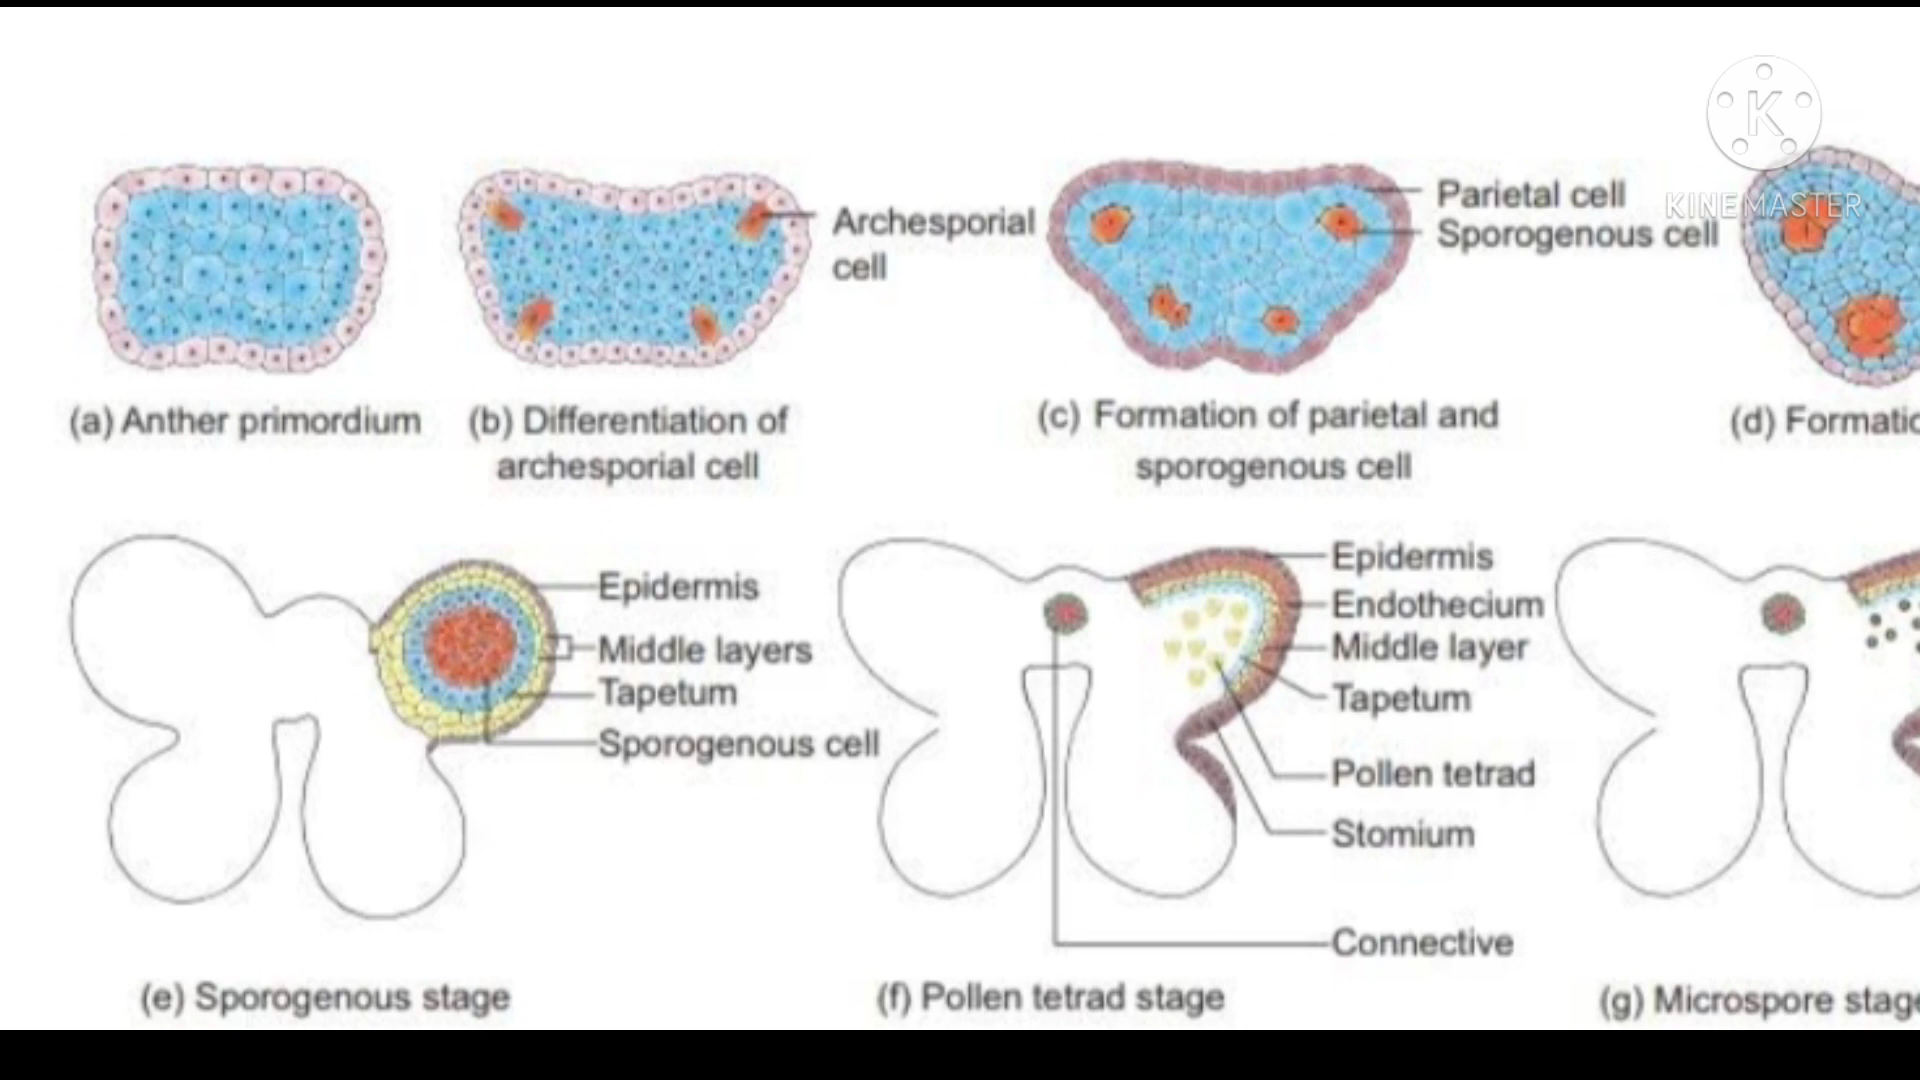 K
KINEMASTER
Archesporial
cell
Parietal cell
Sporogenous cell
(a) Anther primordium
(b) Differentiation of
archesporial cell
(c) Formation of parietal and
sporogenous cell
(d)
Epidermis
Middle layers
Tapetum
Sporogenous cell
Epidermis
Endothecium
Middle layer
Tapetum
Pollen tetrad
Stomium
Connective
(e) Sporogenous stage
(f) Pollen tetrad stage
(g) Microspore